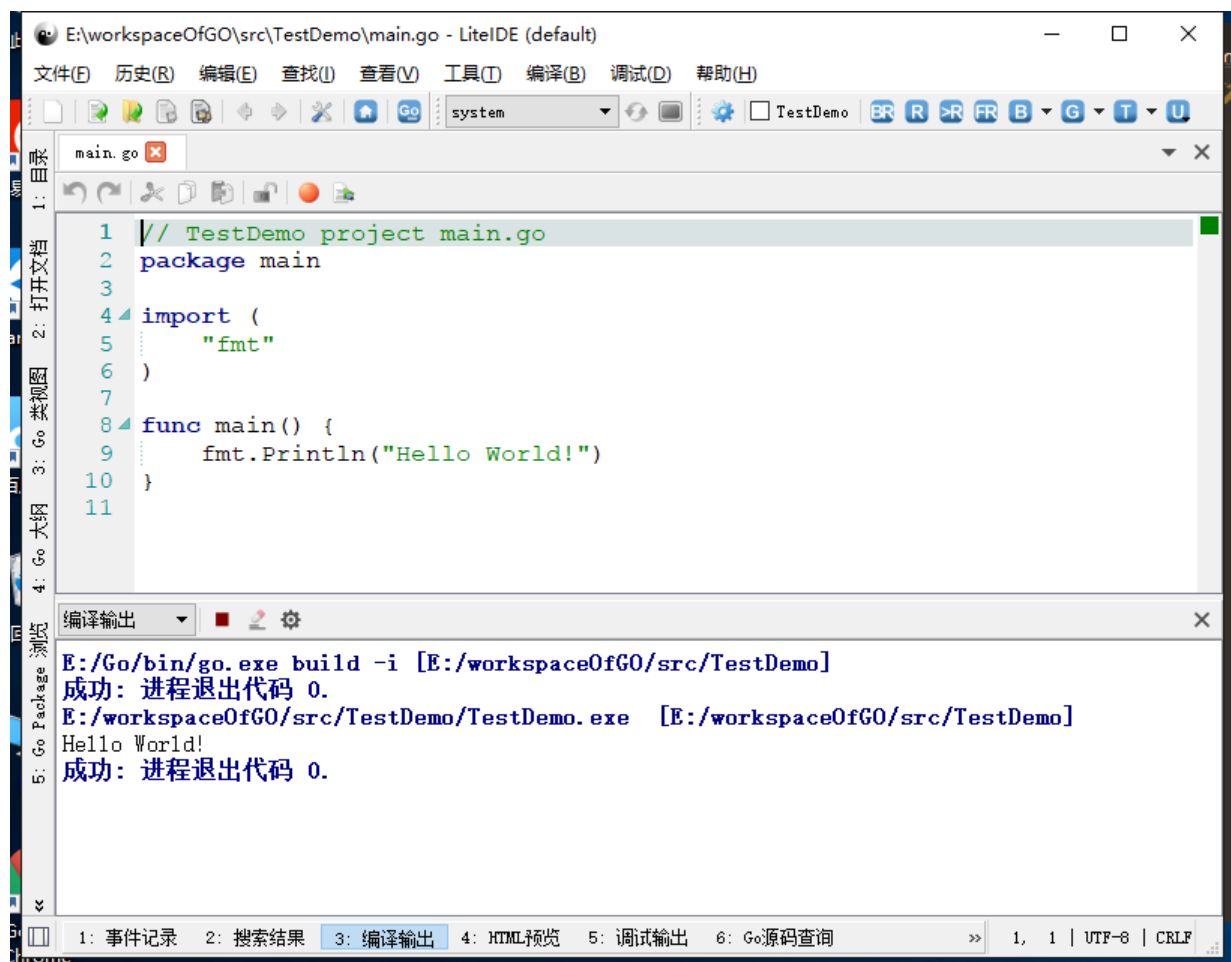 E:\workspaceOfGO\src\TestDemo\main.go - LiteIDE (default)
文件(F) 历史(R) 编辑(E) 查找(I) 查看(V) 工具(T) 编译(B) 调试(D) 帮助(H)
Go system TestDemo BR R >R FR B G T U
main.go
1: 目录
2: 打开文档
3: Go 类视图
4: Go 大纲
5: Go Package 浏览
1 // TestDemo project main.go
2 package main
3
4 import (
5 "fmt"
6 )
7
8 func main() {
9 fmt.Println("Hello World!")
10 }
11
编译输出
E:/Go/bin/go.exe build -i [E:/workspaceOfGO/src/TestDemo]
成功: 进程退出代码 0.
E:/workspaceOfGO/src/TestDemo/TestDemo.exe [E:/workspaceOfGO/src/TestDemo]
Hello World!
成功: 进程退出代码 0.
1: 事件记录 2: 搜索结果 3: 编译输出 4: HTML预览 5: 调试输出 6: Go源码查询 » 1, 1 | UTF-8 | CRLF